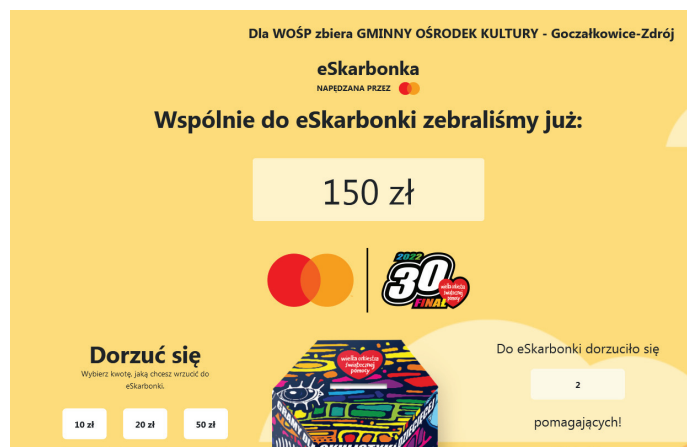 Dla WOŚP zbiera GMINNY OŚRODEK KULTURY - Goczałkowice-Zdrój
eSkarbonka
NAPĘDZANA PRZEZ
Wspólnie do eSkarbonki zebraliśmy już:
150 zł
2022
30
FINAŁ
wielka orkiestra
świątecznej
pomocy
Dorzuć się
Wybierz kwotę, jaką chcesz wrzucić do
eSkarbonki.
10 zł
20 zł
50 zł
wielka orkiestra
świątecznej
pomocy
Do eSkarbonki dorzuciło się
2
pomagających!